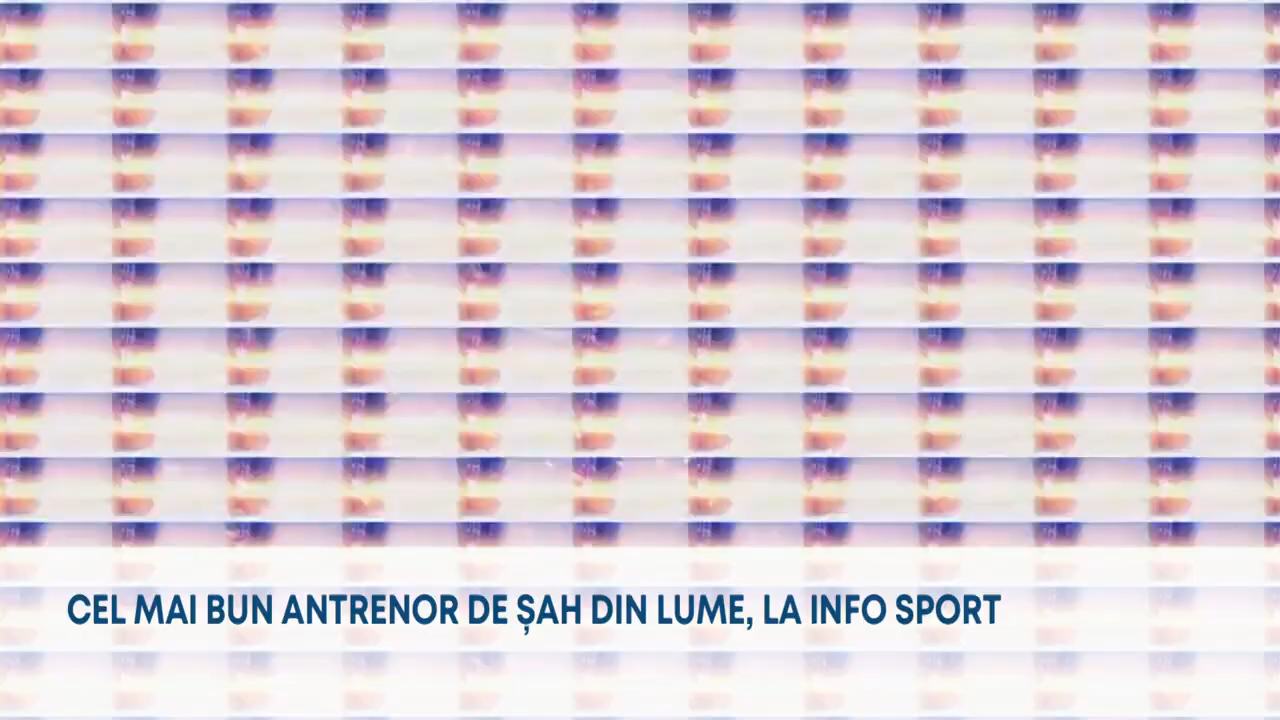 CEL MAI BUN ANTRENOR DE ȘAH DIN LUME, LA INFO SPORT